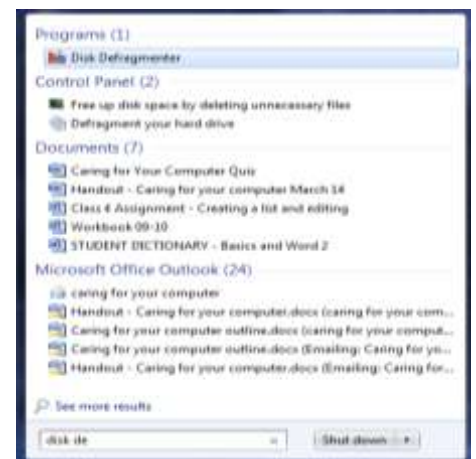 Programs (1)
Disk Defragmenter
Control Panel (2)
Free up disk space by deleting unnecessary files
Defragment your hard drive
Documents (7)
Caring for Your Computer Quiz
Handout - Caring for your computer March 14
Class 4 Assignment - Creating a list and editing
Workbook 09-10
STUDENT DICTIONARY - Basics and Word 2
Microsoft Office Outlook (24)
caring for your computer
Handout - Caring for your computer.docx (caring for your com...
Caring for your computer outline.docx (caring for your comput...
Caring for your computer outline.docx (Emailing: Caring for yo...
Handout - Caring for your computer.docx (Emailing: Caring for...
See more results
disk de
Shut down